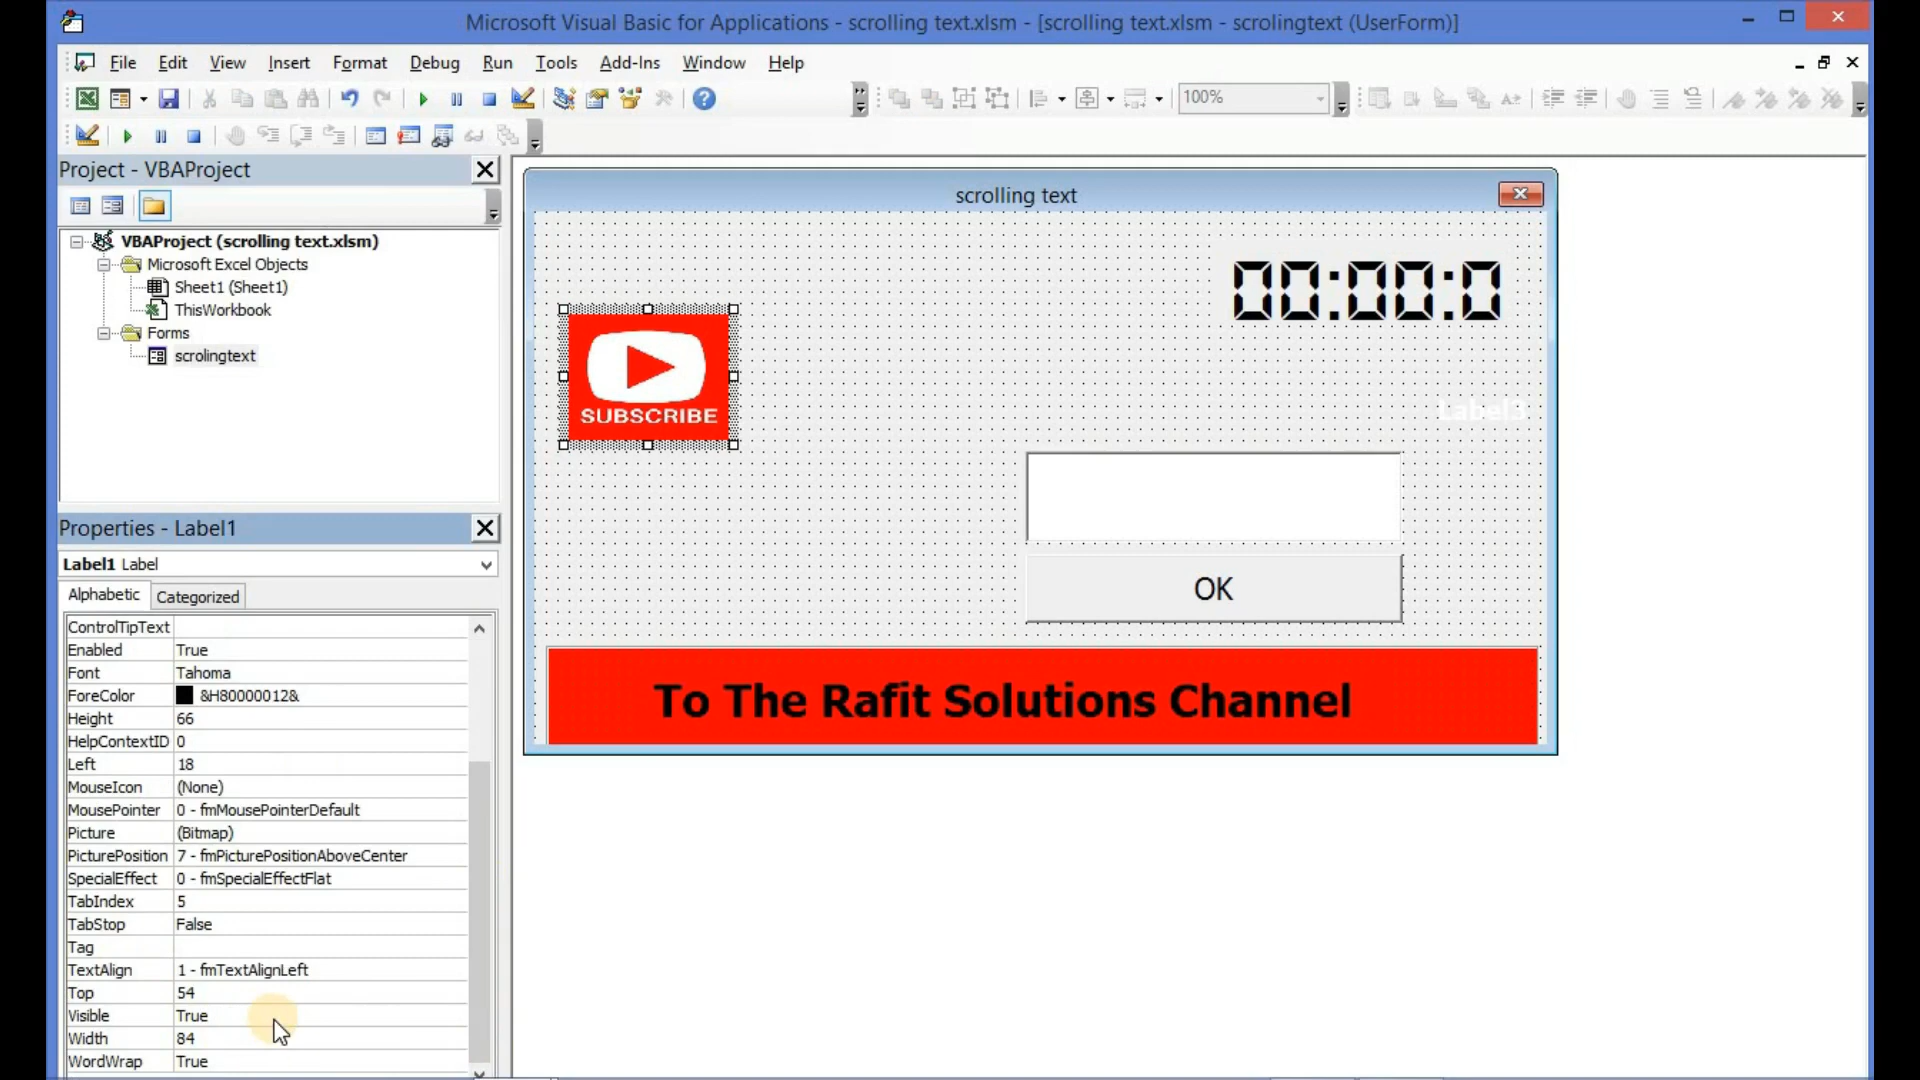 Microsoft Visual Basic for Applications - scrolling text.xlsm - [scrolling text.xlsm - scrolingtext (UserForm)]
File Edit View Insert Format Debug Run Tools Add-Ins Window Help
100%
Project - VBAProject
VBAProject (scrolling text.xlsm)
Microsoft Excel Objects
Sheet1 (Sheet1)
ThisWorkbook
Forms
scrolingtext
Properties - Label1
Label1 Label
Alphabetic Categorized
ControlTipText
Enabled True
Font Tahoma
ForeColor &H80000012&
Height 66
HelpContextID 0
Left 18
MouseIcon (None)
MousePointer 0 - fmMousePointerDefault
Picture (Bitmap)
PicturePosition 7 - fmPicturePositionAboveCenter
SpecialEffect 0 - fmSpecialEffectFlat
TabIndex 5
TabStop False
Tag
TextAlign 1 - fmTextAlignLeft
Top 54
Visible True
Width 84
WordWrap True
scrolling text
00:00:0
SUBSCRIBE
Label3
OK
To The Rafit Solutions Channel